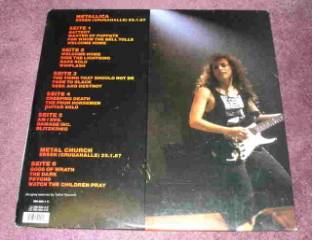 METALLICA
ESSEN (GRUGAHALLE) 23.1.87
SEITE 1
BATTERY
MASTER OF PUPPETS
FOR WHOM THE BELL TOLLS
WELCOME HOME
SEITE 2
WELCOME HOME
RIDE THE LIGHTNING
BASS SOLO
WHIPLASH
SEITE 3
THE THING THAT SHOULD NOT BE
FADE TO BLACK
SEEK AND DESTROY
SEITE 4
CREEPING DEATH
THE FOUR HORSEMEN
GUITAR SOLO
SEITE 5
AM I EVIL
DAMAGE INC.
BLITZKRIEG
METAL CHURCH
ESSEN (GRUGAHALLE) 23.1.87
SEITE 6
GODS OF WRATH
THE DARK
PSYCHO
WATCH THE CHILDREN PRAY